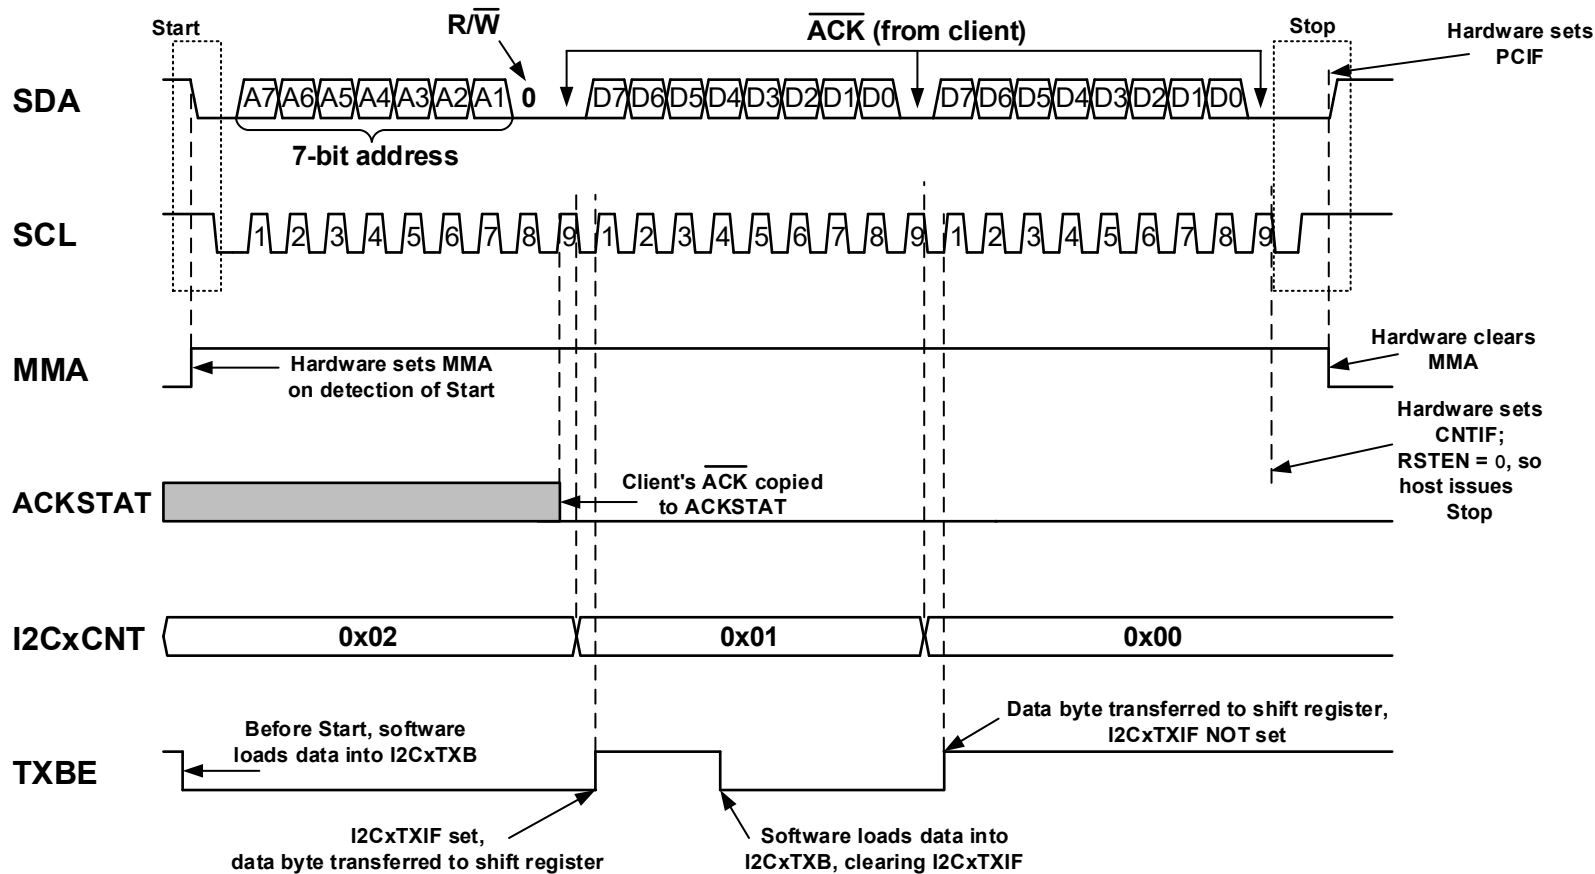 Start
R/W
ACK (from client)
Stop
Hardware sets
PCIF
SDA
A7 A6 A5 A4 A3 A2 A1 0 D7 D6 D5 D4 D3 D2 D1 D0 D7 D6 D5 D4 D3 D2 D1 D0
7-bit address
SCL
1 2 3 4 5 6 7 8 9 1 2 3 4 5 6 7 8 9 1 2 3 4 5 6 7 8 9
MMA
Hardware sets MMA
on detection of Start
Hardware clears
MMA
Hardware sets
CNTIF;
RSTEN = 0, so
host issues
Stop
ACKSTAT
Client's ACK copied
to ACKSTAT
I2CxCNT
0x02 0x01 0x00
TXBE
Before Start, software
loads data into I2CxTXB
Data byte transferred to shift register,
I2CxTXIF NOT set
I2CxTXIF set,
data byte transferred to shift register
Software loads data into
I2CxTXB, clearing I2CxTXIF